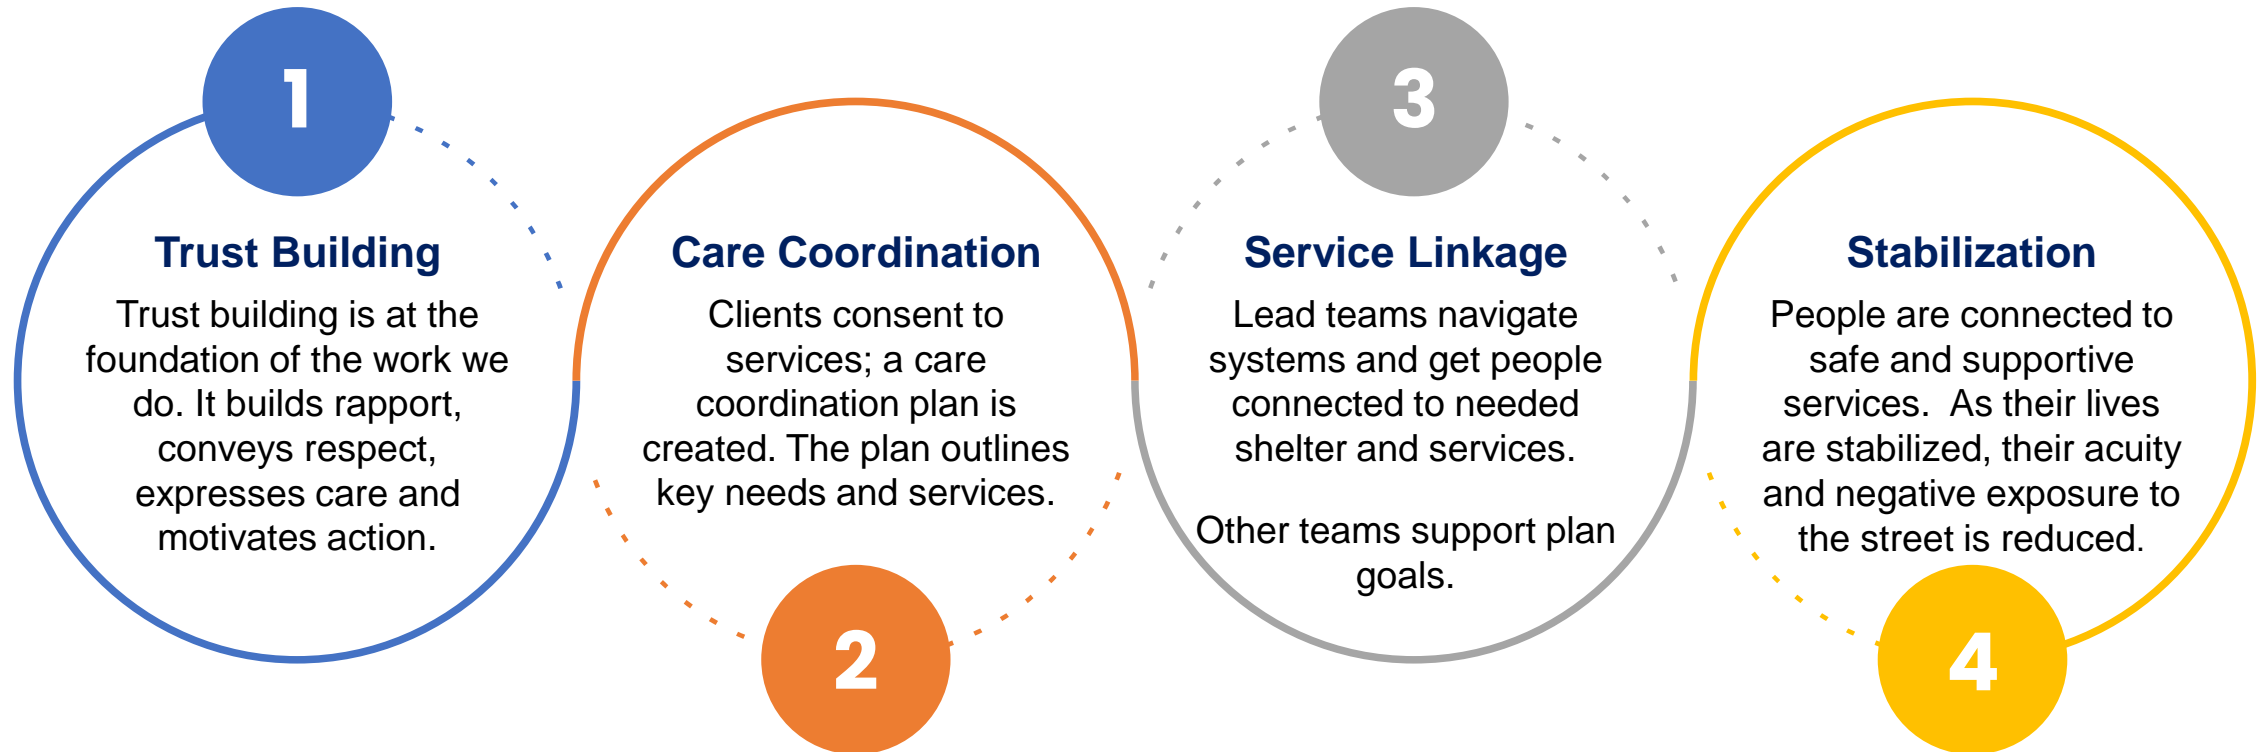 1
Trust Building
Trust building is at the
foundation of the work we
do. It builds rapport,
conveys respect,
expresses care and
motivates action.
Care Coordination
Clients consent to
services; a care
coordination plan is
created. The plan outlines
key needs and services.
2
3
Service Linkage
Lead teams navigate
systems and get people
connected to needed
shelter and services.
Other teams support plan
goals.
Stabilization
People are connected to
safe and supportive
services.  As their lives
are stabilized, their acuity
and negative exposure to
the street is reduced.
4